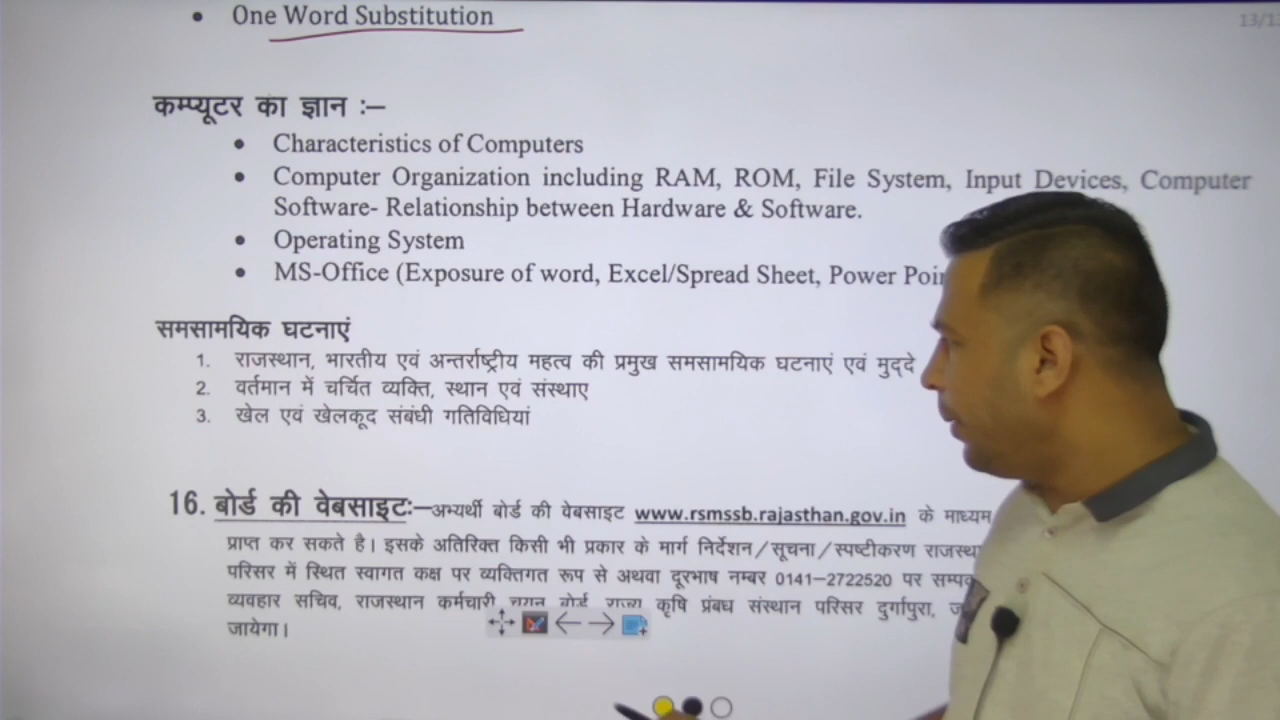 One Word Substitution
13/1
कम्प्यूटर का ज्ञान :–
Characteristics of Computers
Computer Organization including RAM, ROM, File System, Input Devices, Computer
Software- Relationship between Hardware & Software.
Operating System
MS-Office (Exposure of word, Excel/Spread Sheet, Power
समसामयिक घटनाएं
1. राजस्थान, भारतीय एवं अन्तर्राष्ट्रीय महत्व की प्रमुख समसामयिक घटनाएं एवं मुद्दे
2. वर्तमान में चर्चित व्यक्ति, स्थान एवं संस्थाए
3. खेल एवं खेलकूद संबंधी गतिविधियां
16. बोर्ड की वेबसाइटः–अभ्यर्थी बोर्ड की वेबसाइट www.rsmssb.rajasthan.gov.in के माध्यम
प्राप्त कर सकते है। इसके अतिरिक्त किसी भी प्रकार के मार्ग निर्देशन/सूचना/स्पष्टीकरण
परिसर में स्थित स्वागत कक्ष पर व्यक्तिगत रूप से अथवा दूरभाष नम्बर 0141–2722520 पर
व्यवहार सचिव, राजस्थान कर्मचारी चयन बोर्ड, राज्य कृषि प्रंबध संस्थान परिसर दुर्गापुरा,
जायेगा।